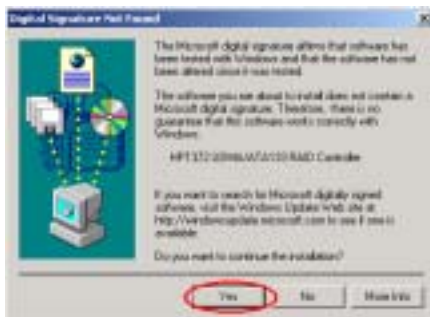 Digital Signature Not Found
The Microsoft digital signature affirms that software has
been tested with Windows and that the software has not
been altered since it was tested.
The software you are about to install does not contain a
Microsoft digital signature. Therefore, there is no
guarantee that this software works correctly with
Windows.
RAID Controller
If you want to search for Microsoft digitally signed
software, visit the Windows Update Web site at
http://windowsupdate.microsoft.com to see if one is
available.
Do you want to continue the installation?
Yes
No
More Info